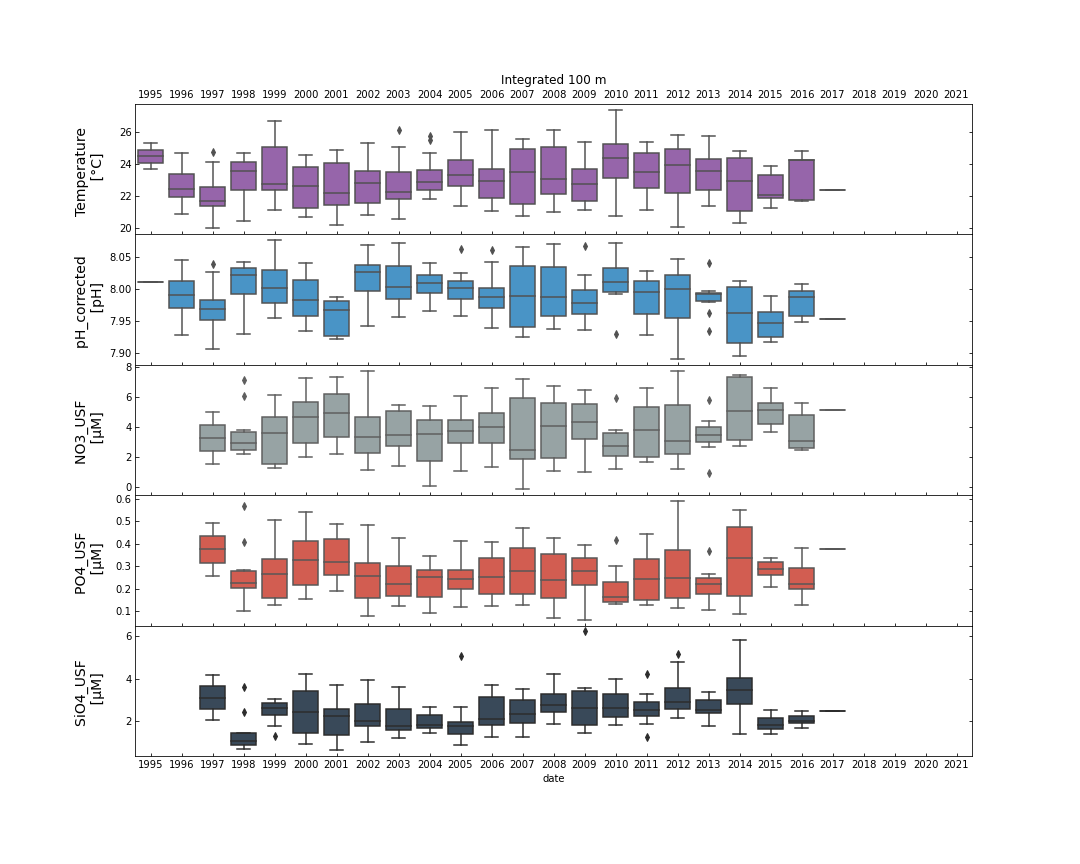 Integrated 100 m
1995 1996 1997 1998 1999 2000 2001 2002 2003 2004 2005 2006 2007 2008 2009 2010 2011 2012 2013 2014 2015 2016 2017 2018 2019 2020 2021
Temperature
[°C]
26
24
22
20
pH_corrected
[pH]
8.05
8.00
7.95
7.90
NO3_USF
[µM]
8
6
4
2
0
PO4_USF
[µM]
0.6
0.5
0.4
0.3
0.2
0.1
SiO4_USF
[µM]
6
4
2
1995 1996 1997 1998 1999 2000 2001 2002 2003 2004 2005 2006 2007 2008 2009 2010 2011 2012 2013 2014 2015 2016 2017 2018 2019 2020 2021
date